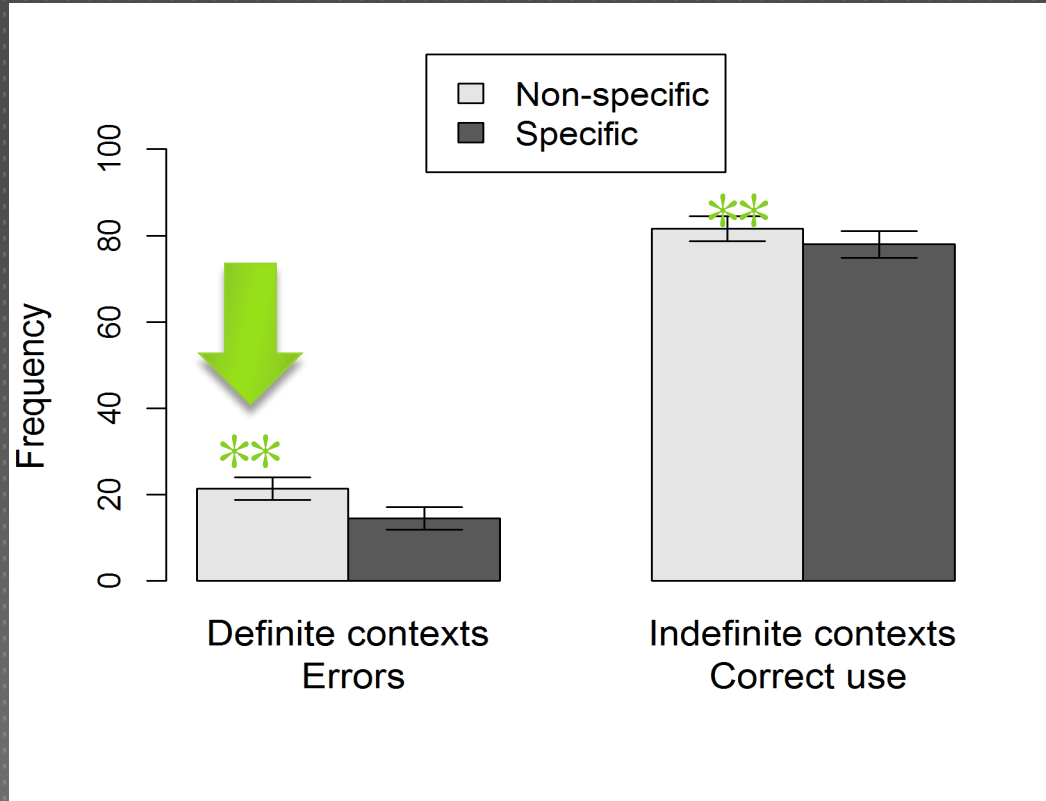 Non-specific
Specific
Frequency
100
80
60
40
20
0
**
**
Definite contexts
Errors
Indefinite contexts
Correct use